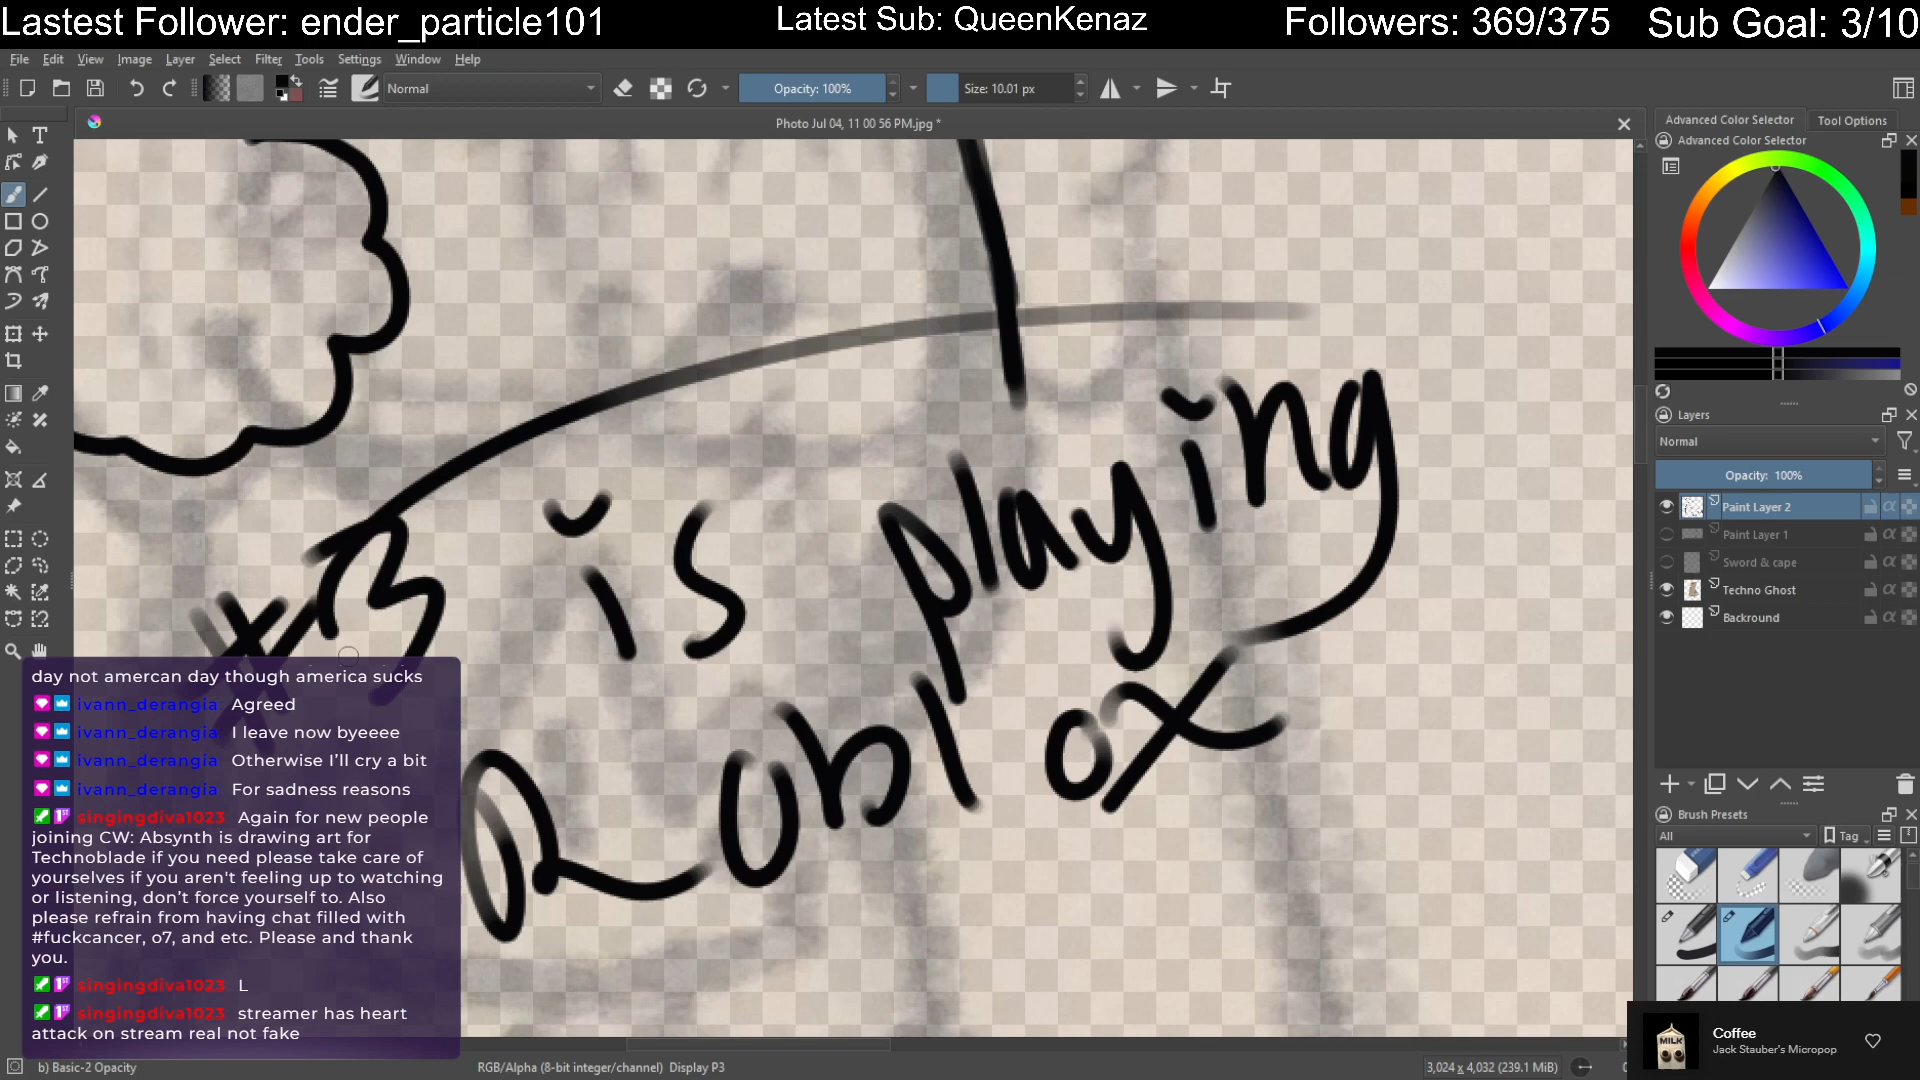 Lastest Follower: ender_particle101 Latest Sub: QueenKenaz Followers: 369/375 Sub Goal: 3/10
File Edit View Image Layer Select Filter Tools Settings Window Help
Normal Opacity: 100% Size: 10.01 px
Photo Jul 04, 11 00 56 PM.jpg *
Advanced Color Selector Tool Options
Advanced Color Selector
#3 is playing
Roblox
Layers
Normal
Opacity: 100%
Paint Layer 2
Paint Layer 1
Sword & cape
Techno Ghost
Backround
Brush Presets
All Tag
day not amercan day though america sucks
ivann_derangia Agreed
ivann_derangia I leave now byeeee
ivann_derangia Otherwise I'll cry a bit
ivann_derangia For sadness reasons
singingdiva1023 Again for new people
joining CW: Absynth is drawing art for
Technoblade if you need please take care of
yourselves if you aren't feeling up to watching
or listening, don't force yourself to. Also
please refrain from having chat filled with
#fuckcancer, o7, and etc. Please and thank
you.
singingdiva1023 L
singingdiva1023 streamer has heart
attack on stream real not fake
b) Basic-2 Opacity RGB/Alpha (8-bit integer/channel) Display P3 3,024 x 4,032 (239.1 MiB)
MILK
Coffee
Jack Stauber's Micropop